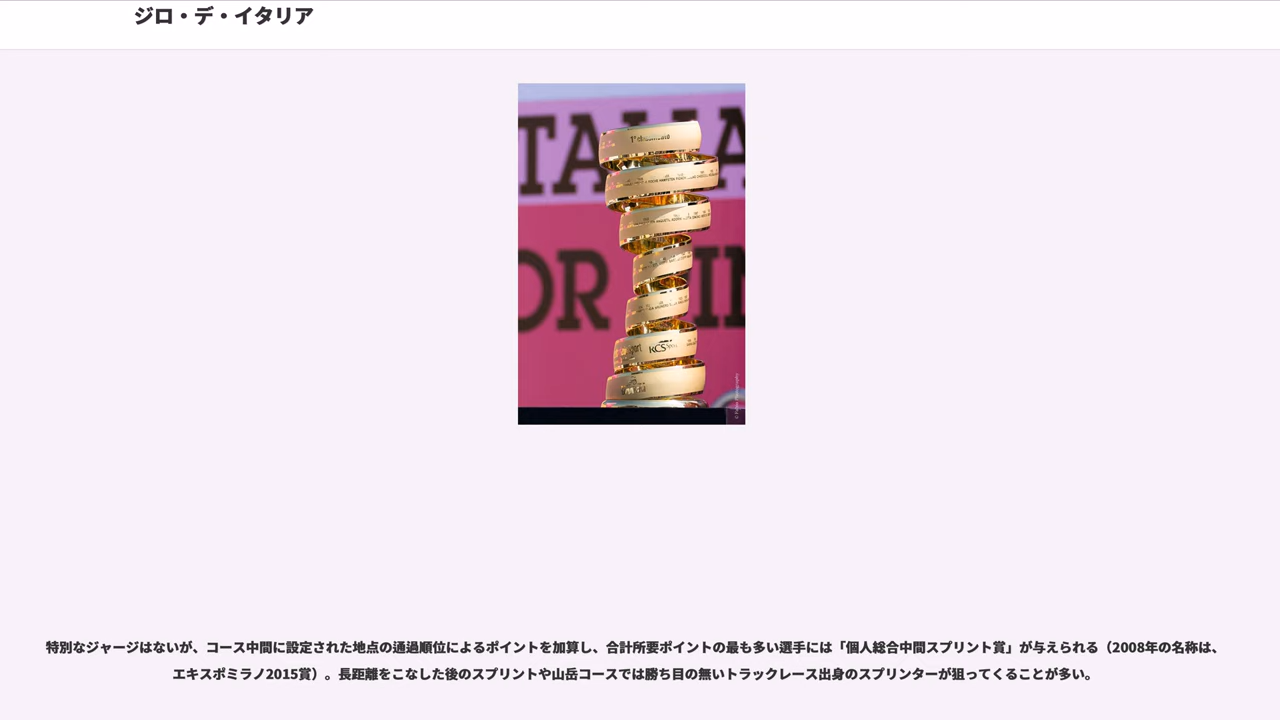 ジロ・デ・イタリア
TALIA
OR WIN
RCS Sport
特別なジャージはないが、コース中間に設定された地点の通過順位によるポイントを加算し、合計所要ポイントの最も多い選手には「個人総合中間スプリント賞」が与えられる（2008年の名称は、
エキスポミラノ2015賞）。長距離をこなした後のスプリントや山岳コースでは勝ち目の無いトラックレース出身のスプリンターが狙ってくることが多い。